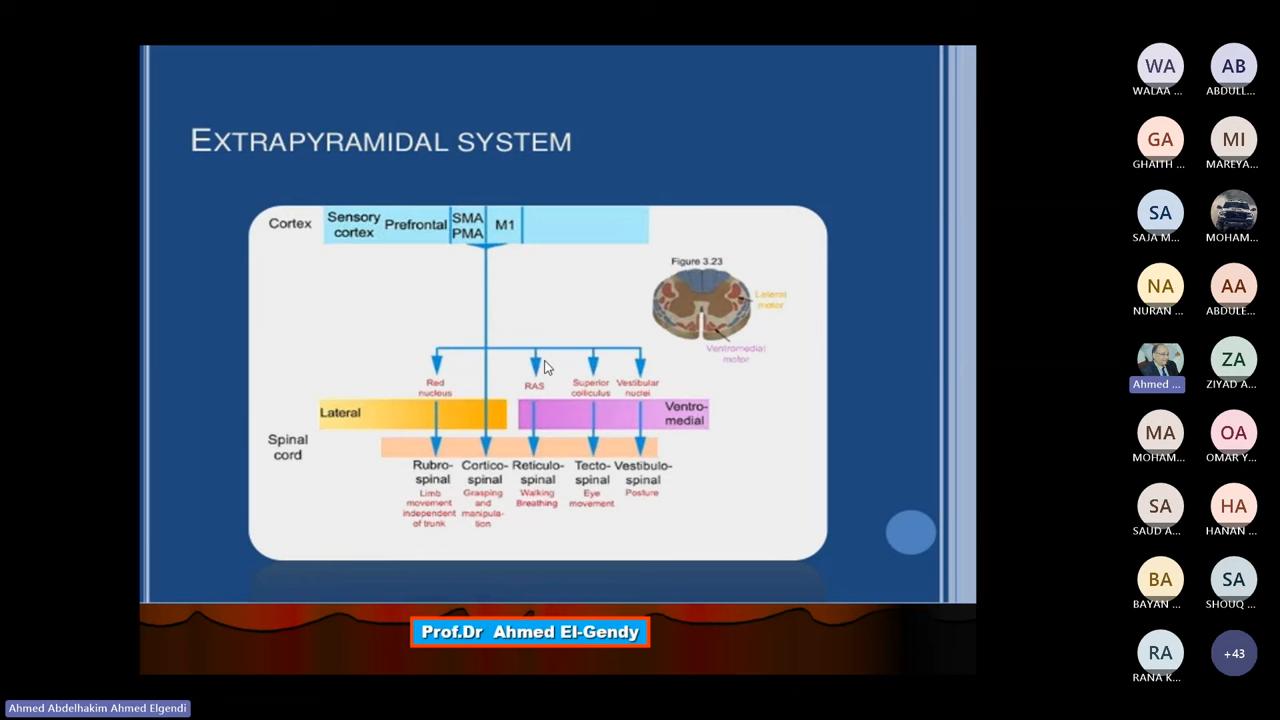 EXTRAPYRAMIDAL SYSTEM
Cortex
Sensory
cortex
Prefrontal
SMA
PMA
M1
Figure 3.23
Lateral
motor
Ventromedial
motor
Red
nucleus
RAS
Superior
colliculus
Vestibular
nuclei
Lateral
Ventro-
medial
Spinal
cord
Rubro-
spinal
Limb
movement
independent
of trunk
Cortico-
spinal
Grasping
and
manipula-
tion
Reticulo-
spinal
Walking
Breathing
Tecto-
spinal
Eye
movement
Vestibulo-
spinal
Posture
Prof.Dr Ahmed El-Gendy
Ahmed Abdelhakim Ahmed Elgendi
WA
WALAA ...
AB
ABDULL...
GA
GHAITH ...
MI
MAREYA...
SA
SAJA M...
MOHAM...
NA
NURAN ...
AA
ABDULE...
Ahmed ...
ZA
ZIYAD A...
MA
MOHAM...
OA
OMAR Y...
SA
SAUD A...
HA
HANAN ...
BA
BAYAN ...
SA
SHOUQ ...
RA
RANA K...
+43